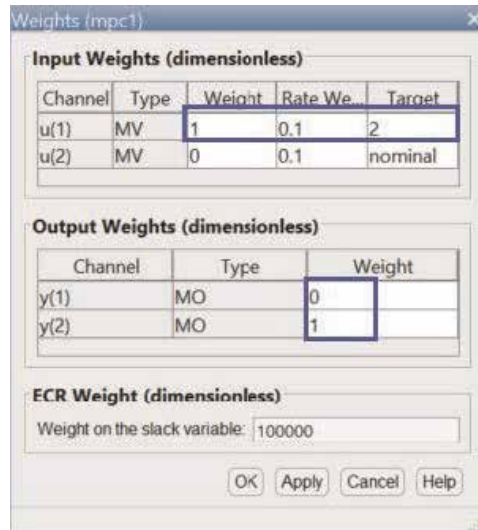 Weights (mpc1)
Input Weights (dimensionless)
Channel Type Weight Rate We... Target
u(1) MV 1 0.1 2
u(2) MV 0 0.1 nominal
Output Weights (dimensionless)
Channel Type Weight
y(1) MO 0
y(2) MO 1
ECR Weight (dimensionless)
Weight on the slack variable: 100000
OK Apply Cancel Help